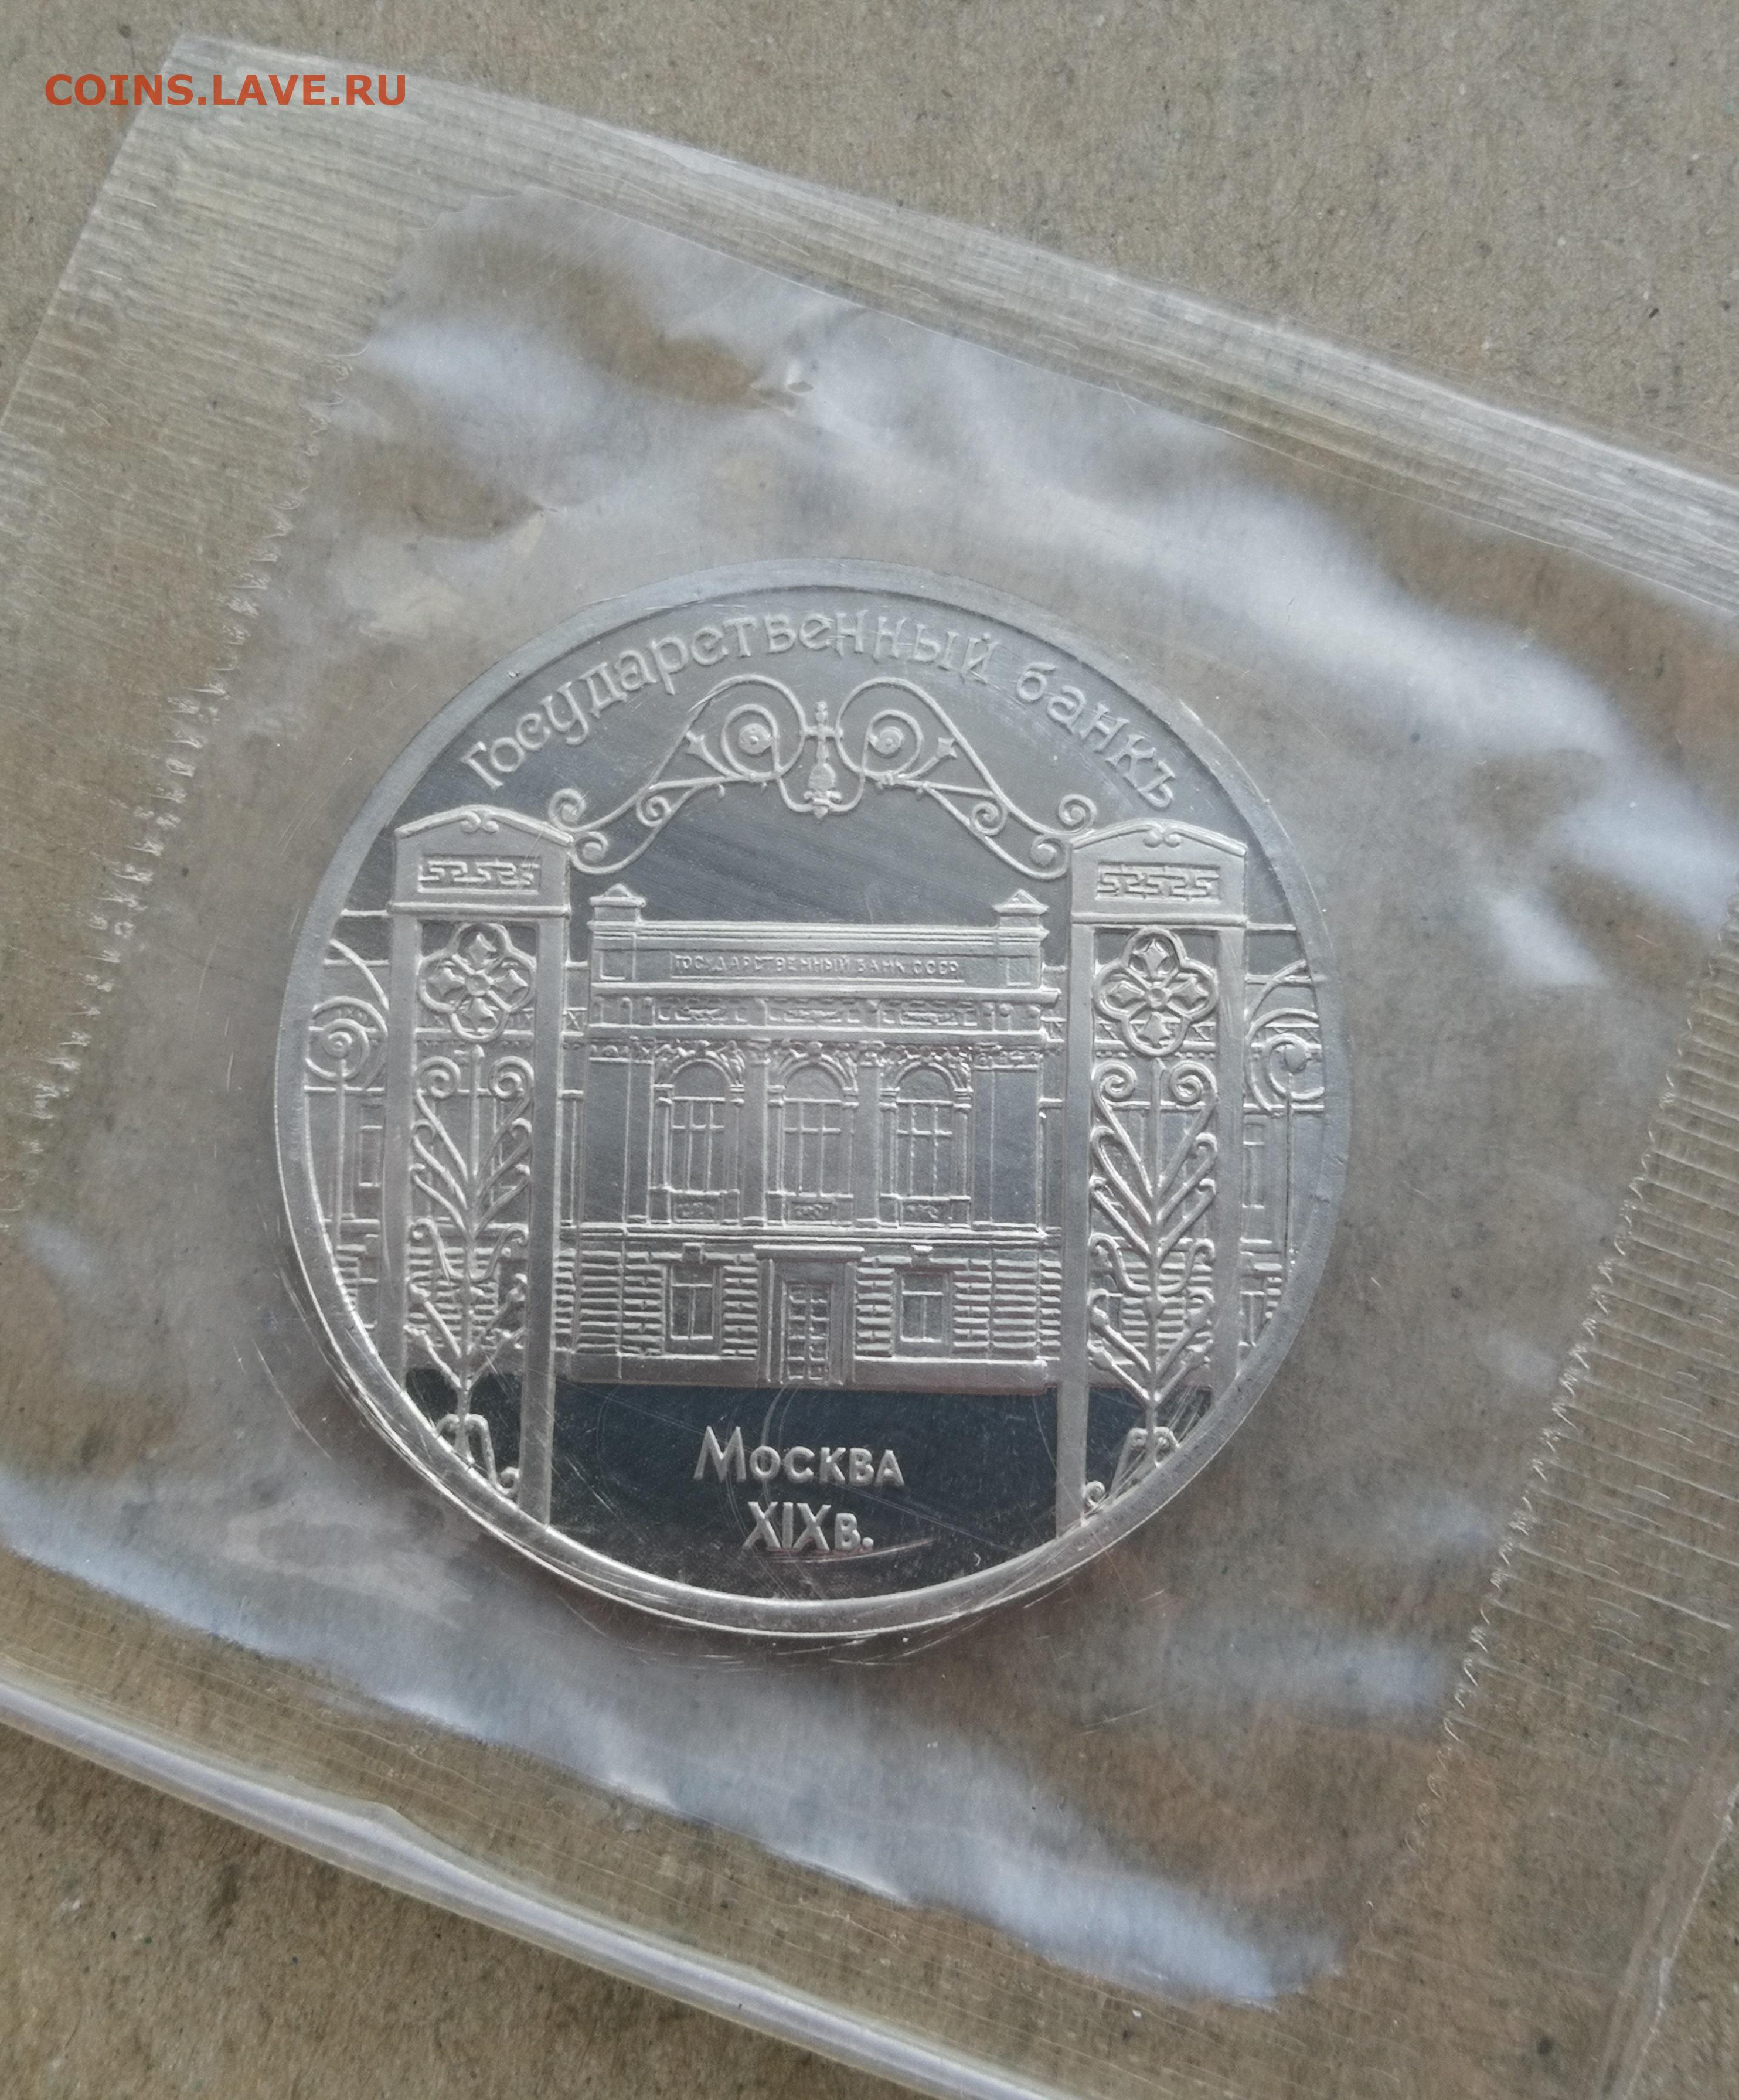 COINS.LAVE.RU
Государственный банкъ
ГОСУДАРСТВЕННЫЙ БАНК СССР
МОСКВА
XIXВ.